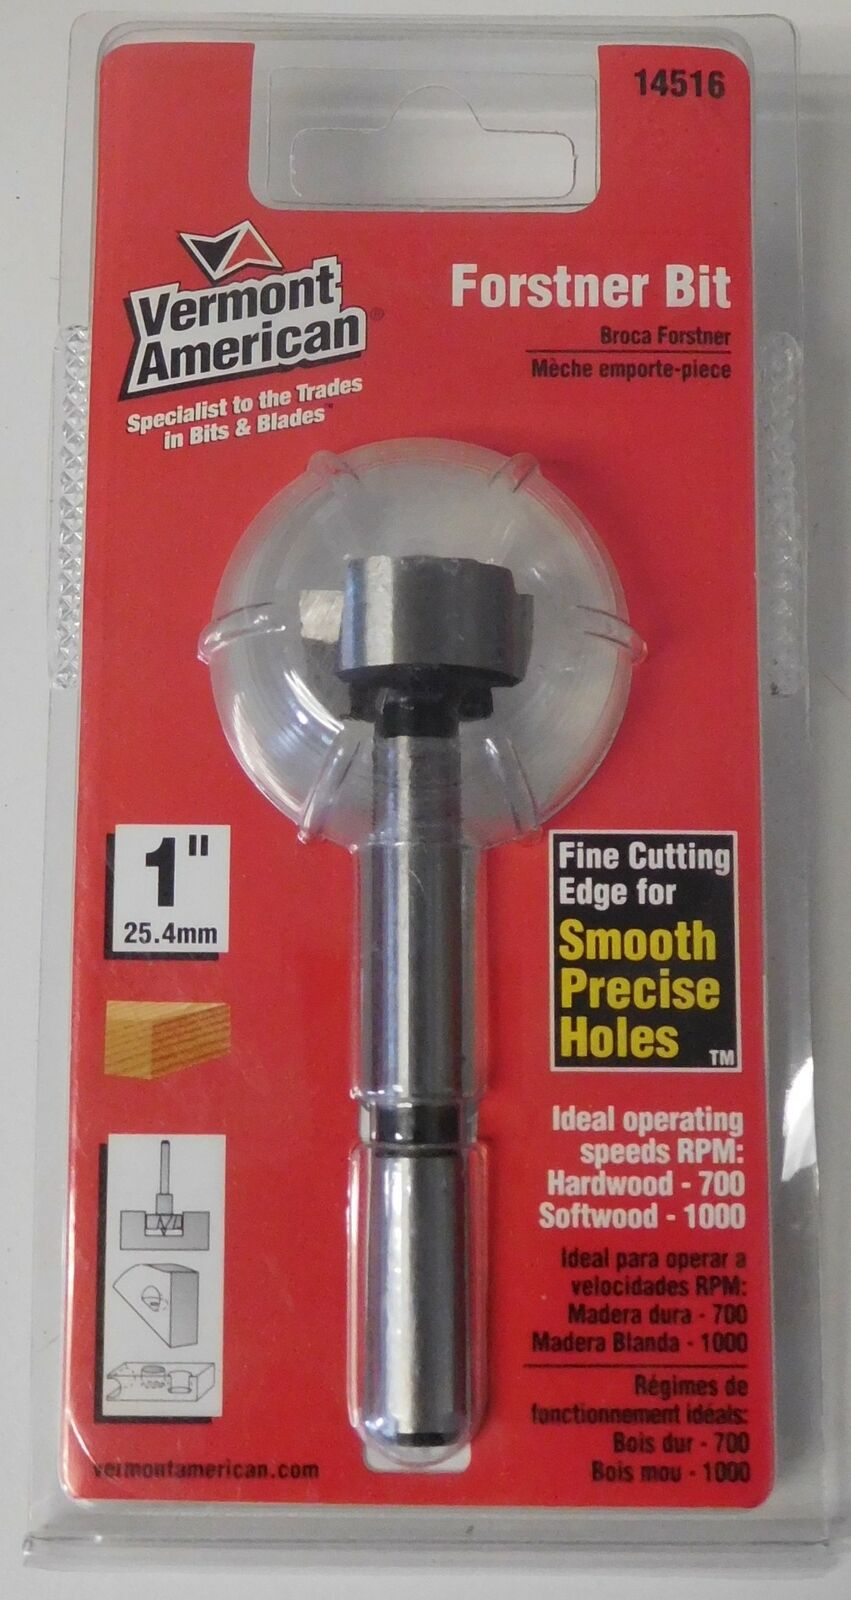 14516
Vermont
American®
Specialist to the Trades
in Bits & Blades™
Forstner Bit
Broca Forstner
Mèche emporte-piece
1"
25.4mm
Fine Cutting
Edge for
Smooth
Precise
Holes ™
Ideal operating
speeds RPM:
Hardwood - 700
Softwood - 1000
Ideal para operar a
velocidades RPM:
Madera dura - 700
Madera Blanda - 1000
Régimes de
fonctionnement idéals:
Bois dur - 700
Bois mou - 1000
vermontamerican.com